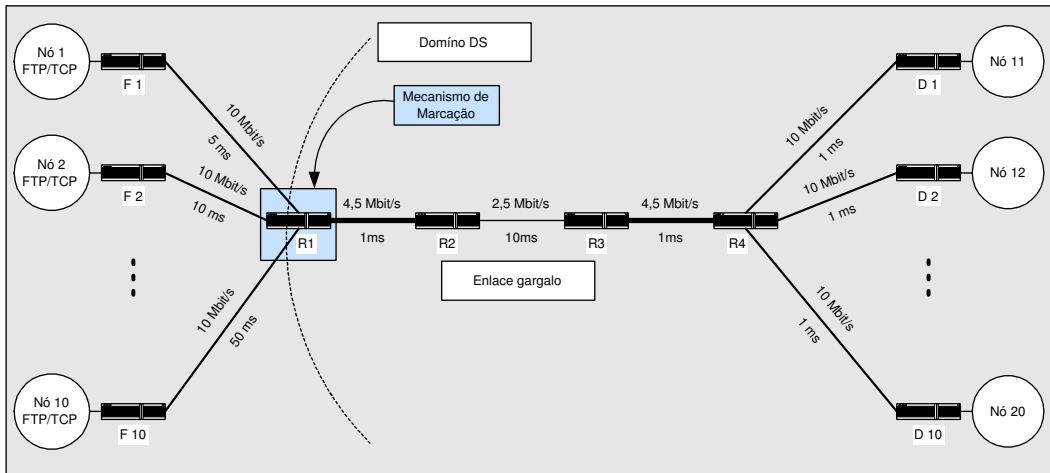 Nó 1
FTP/TCP
F 1
10 Mbit/s
5 ms
Nó 2
FTP/TCP
F 2
10 Mbit/s
10 ms
Nó 10
FTP/TCP
F 10
10 Mbit/s
50 ms
Domíno DS
Mecanismo de
Marcação
R1
4,5 Mbit/s
1ms
R2
2,5 Mbit/s
10ms
Enlace gargalo
R3
4,5 Mbit/s
1ms
R4
10 Mbit/s
1 ms
D 1
Nó 11
10 Mbit/s
1 ms
D 2
Nó 12
10 Mbit/s
1 ms
D 10
Nó 20